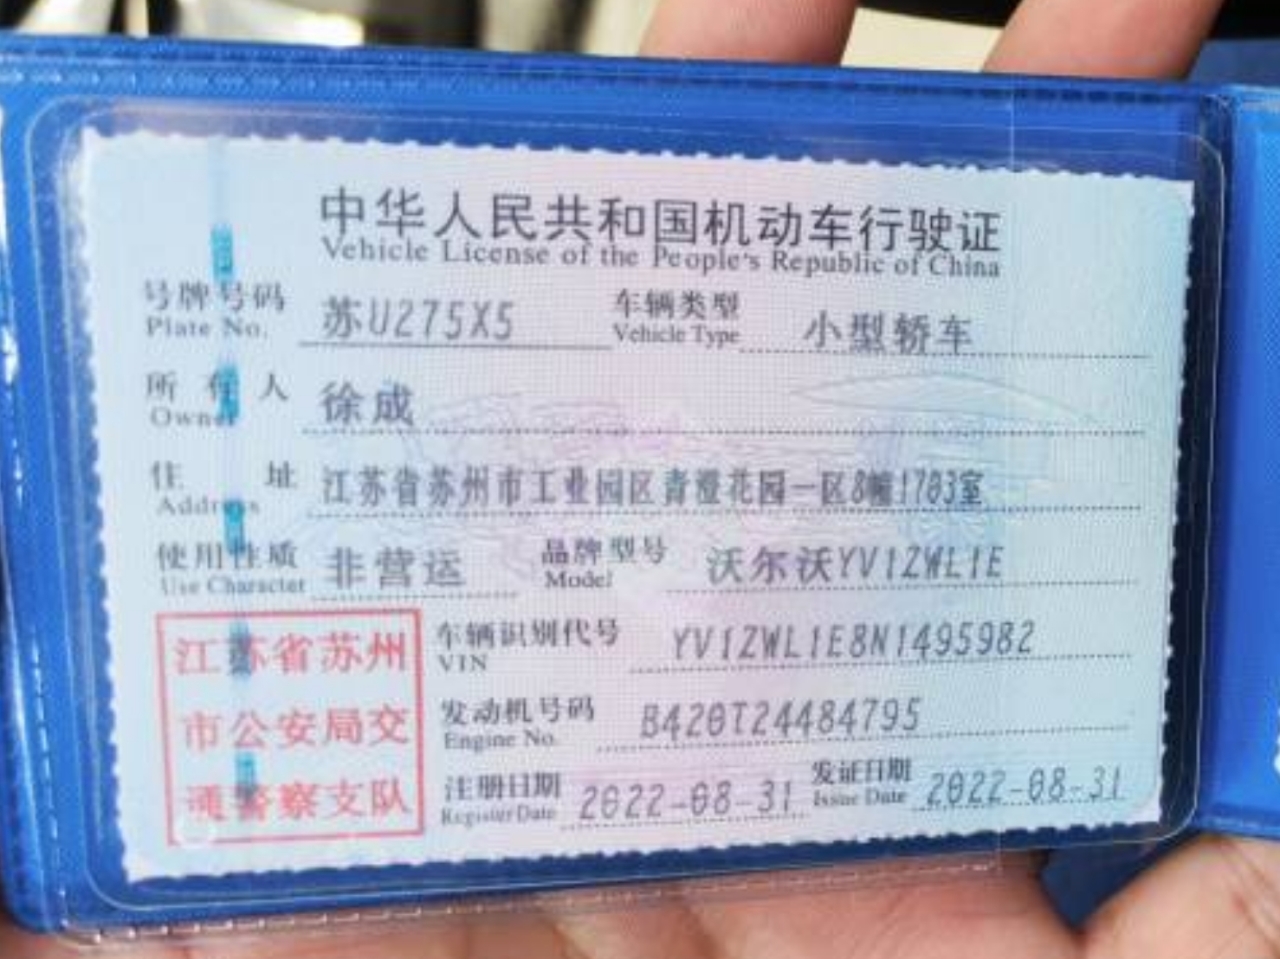 中华人民共和国机动车行驶证
Vehicle License of the People's Republic of China
号牌号码 苏U275X5 车辆类型 小型轿车
Plate No. Vehicle Type
所有人 徐成
Owner
住址 江苏省苏州市工业园区青澄花园一区8幢1703室
Address
使用性质 非营运 品牌型号 沃尔沃YV1ZWL1E
Use Character Model
江苏省苏州
市公安局交
通警察支队
车辆识别代号 YV1ZWL1E8N1495982
VIN
发动机号码 B420T24484795
Engine No.
注册日期 2022-08-31 发证日期 2022-08-31
Register Date Issue Date